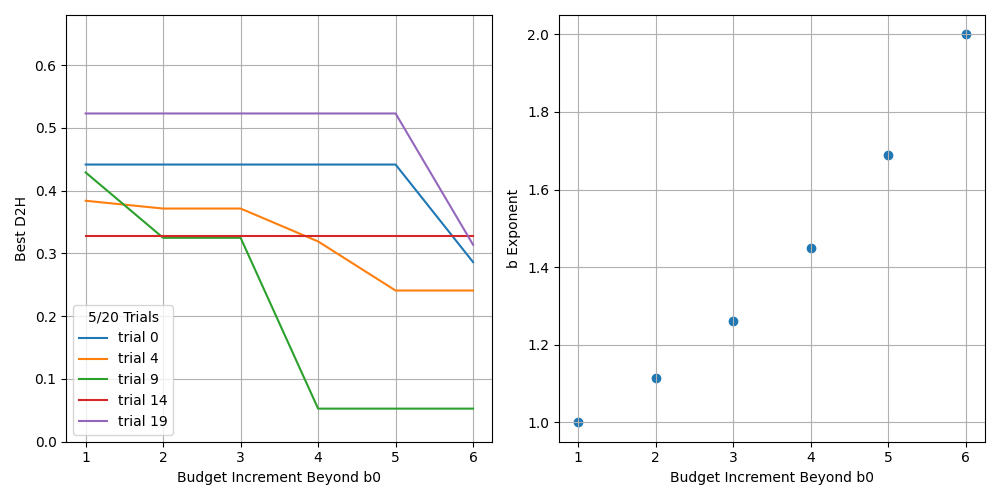 0.6
0.5
0.4
0.3
0.2
0.1
0.0
Best D2H
5/20 Trials
trial 0
trial 4
trial 9
trial 14
trial 19
1 2 3 4 5 6
Budget Increment Beyond b0
2.0
1.8
1.6
1.4
1.2
1.0
b Exponent
1 2 3 4 5 6
Budget Increment Beyond b0